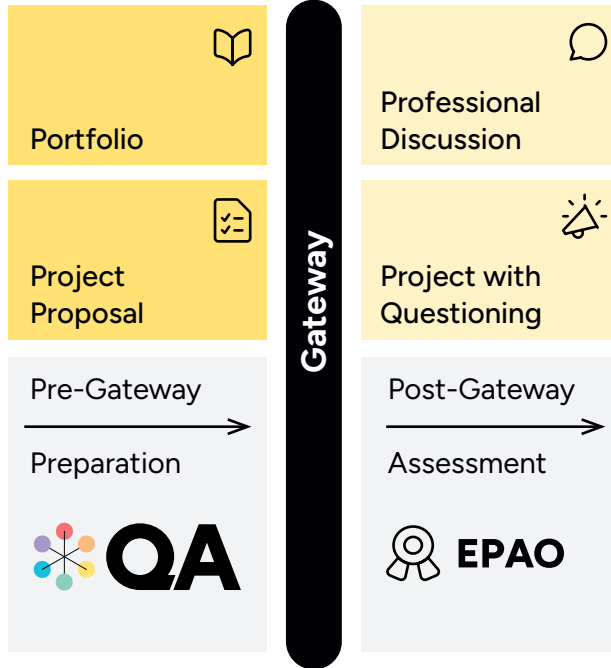 Portfolio
Project
Proposal
Pre-Gateway
Preparation
QA
Gateway
Professional
Discussion
Project with
Questioning
Post-Gateway
Assessment
EPAO